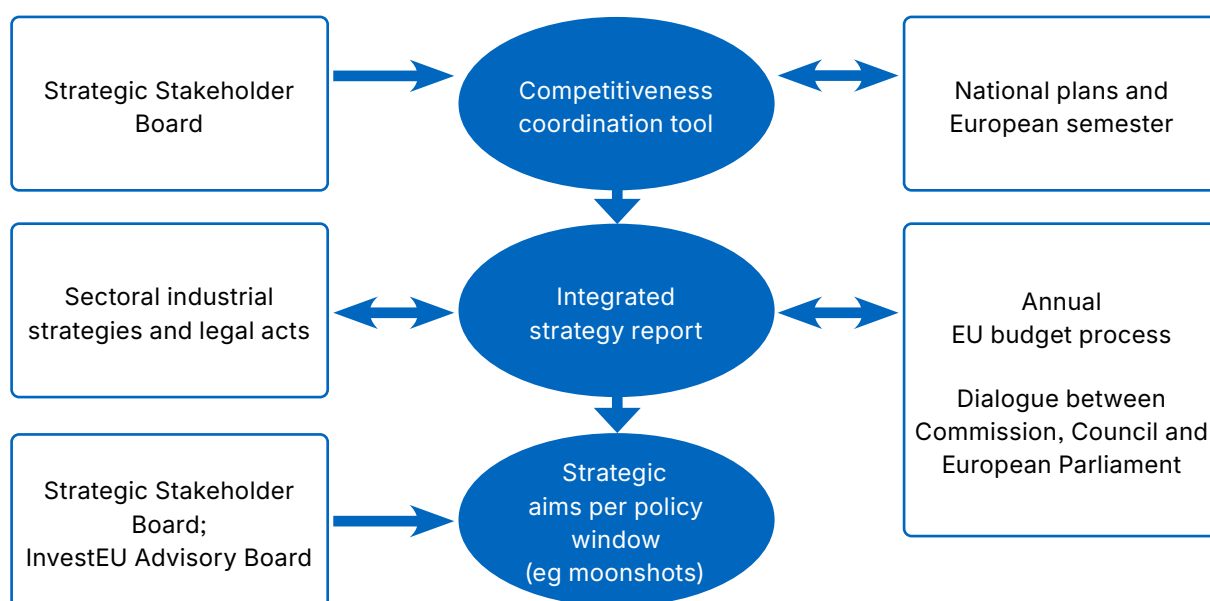 Strategic Stakeholder
Board
Competitiveness
coordination tool
National plans and
European semester
Sectoral industrial
strategies and legal acts
Integrated
strategy report
Annual
EU budget process
Dialogue between
Commission, Council and
European Parliament
Strategic Stakeholder
Board;
InvestEU Advisory Board
Strategic
aims per policy
window
(eg moonshots)